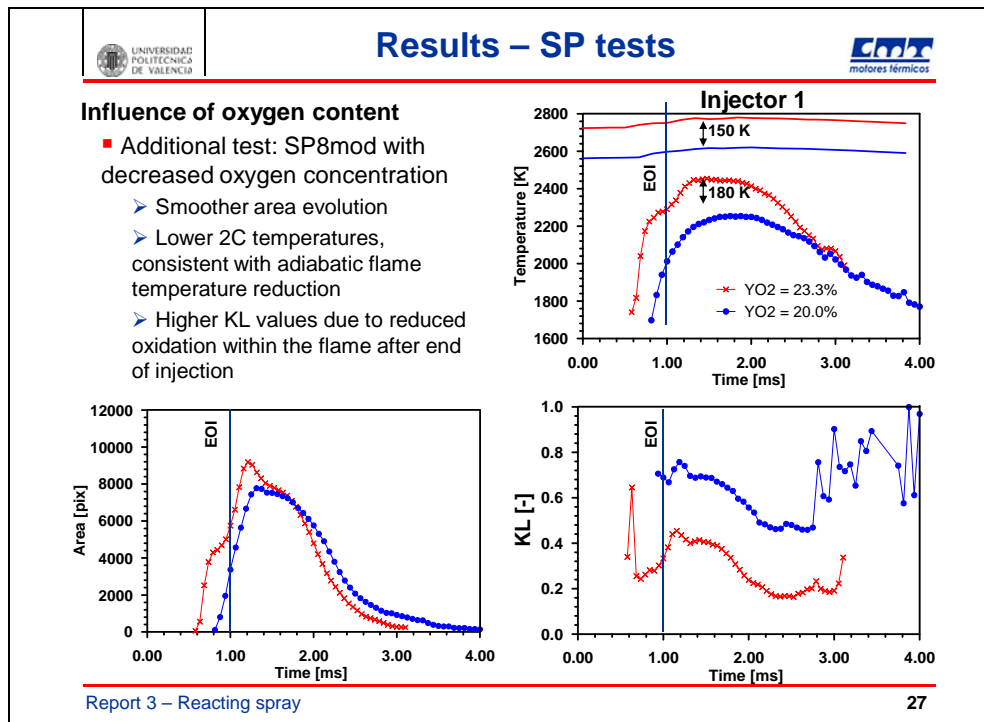 UNIVERSIDAD
POLITECNICA
DE VALENCIA
Results – SP tests
CMT
motores térmicos
Influence of oxygen content
Additional test: SP8mod with
decreased oxygen concentration
Smoother area evolution
Lower 2C temperatures,
consistent with adiabatic flame
temperature reduction
Higher KL values due to reduced
oxidation within the flame after end
of injection
Injector 1
2800
2600
2400
2200
2000
1800
1600
Temperature [K]
EOI
150 K
180 K
YO2 = 23.3%
YO2 = 20.0%
0.00 1.00 2.00 3.00 4.00
Time [ms]
12000
10000
8000
6000
4000
2000
0
Area [pix]
EOI
0.00 1.00 2.00 3.00 4.00
Time [ms]
1.0
0.8
0.6
0.4
0.2
0.0
KL [-]
EOI
0.00 1.00 2.00 3.00 4.00
Time [ms]
Report 3 – Reacting spray
27